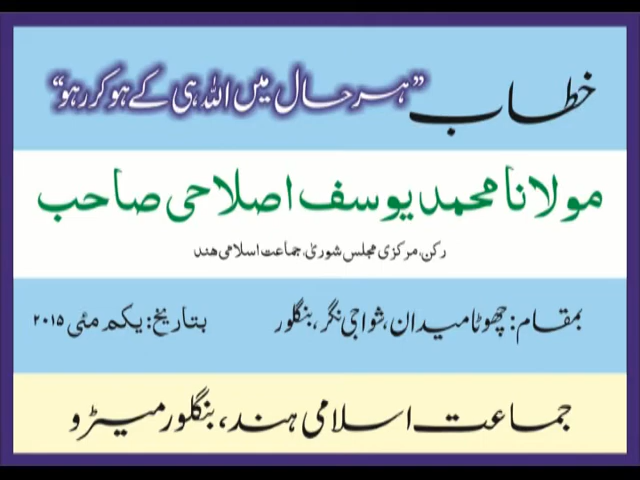 خطاب ”ہر حال میں اللہ ہی کے ہو کر رہو“
مولانا محمد یوسف اصلاحی صاحب
رکن، مرکزی مجلس شوریٰ، جماعت اسلامی ہند
بمقام: چھوٹا میدان، شواجی نگر، بنگلور بتاریخ: یکم مئی ۲۰۱۵
جماعت اسلامی ہند، بنگلور میٹرو